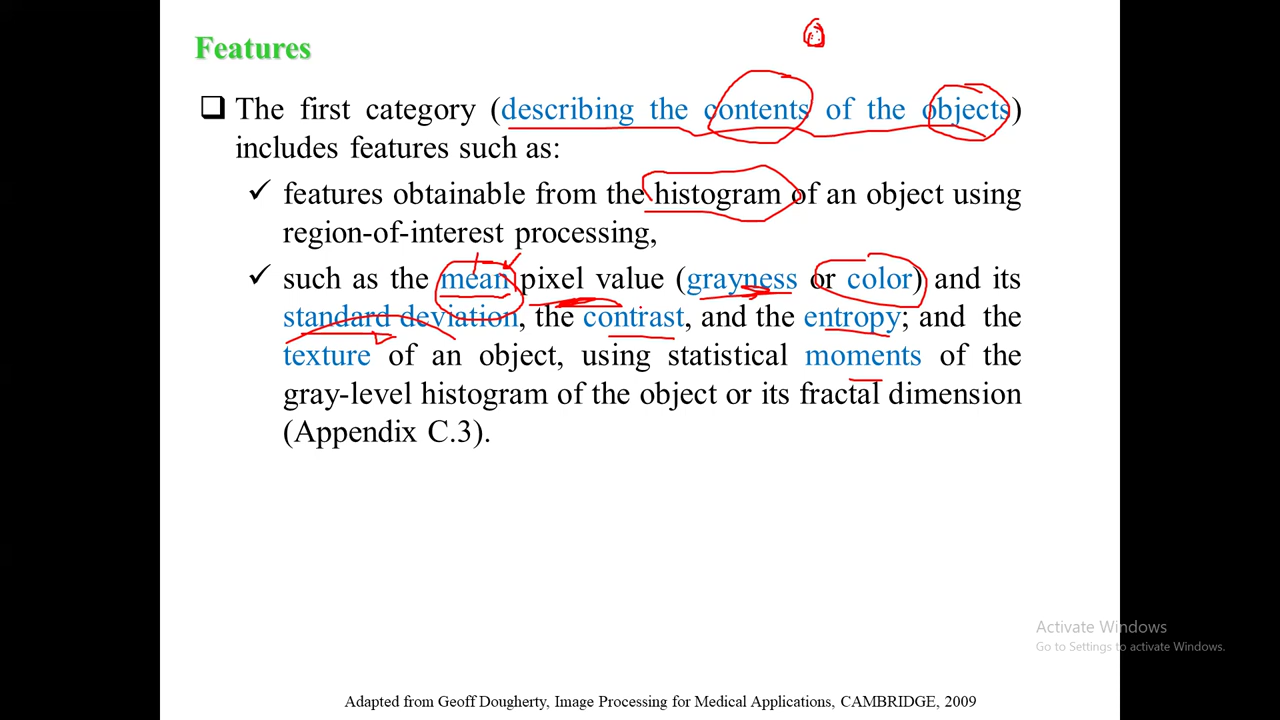 Features
❑ The first category (describing the contents of the objects)
includes features such as:
✓ features obtainable from the histogram of an object using
region-of-interest processing,
✓ such as the mean pixel value (grayness or color) and its
standard deviation, the contrast, and the entropy; and the
texture of an object, using statistical moments of the
gray-level histogram of the object or its fractal dimension
(Appendix C.3).
Activate Windows
Go to Settings to activate Windows.
Adapted from Geoff Dougherty, Image Processing for Medical Applications, CAMBRIDGE, 2009